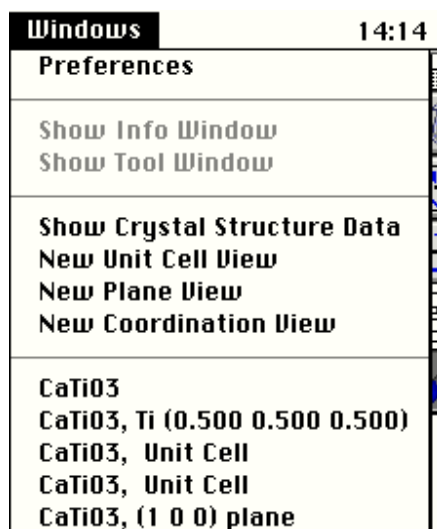 Windows 14:14
Preferences
Show Info Window
Show Tool Window
Show Crystal Structure Data
New Unit Cell View
New Plane View
New Coordination View
CaTiO3
CaTiO3, Ti (0.500 0.500 0.500)
CaTiO3, Unit Cell
CaTiO3, Unit Cell
CaTiO3, (1 0 0) plane